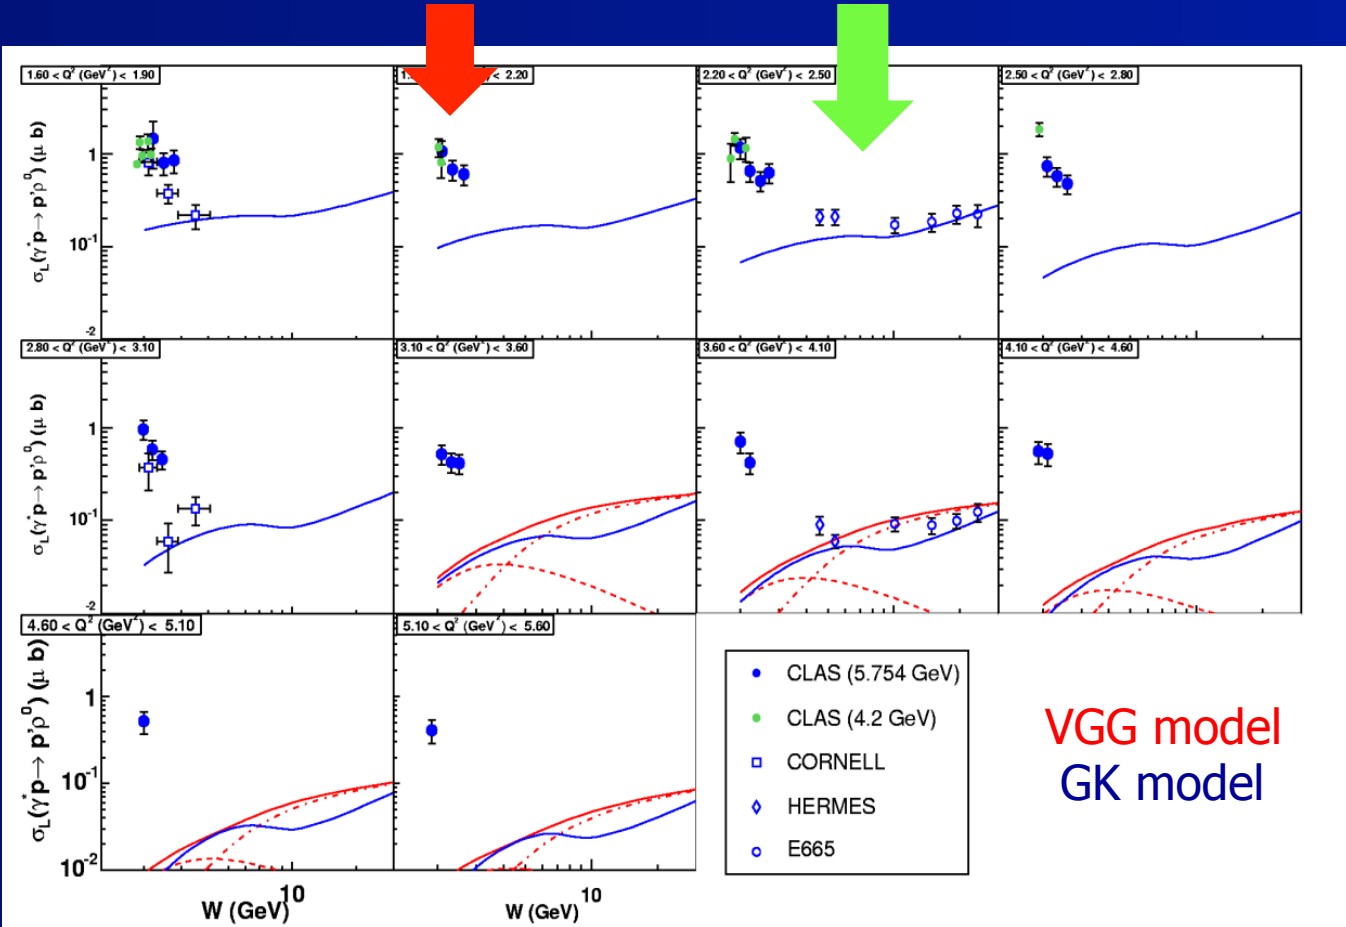 1.60 < Q² (GeV²) < 1.90
< 2.20
2.20 < Q² (GeV²) < 2.50
2.50 < Q² (GeV²) < 2.80
σL(γ*p→ p'ρ⁰) (μ b)
1
10⁻¹
-2
2.80 < Q² (GeV²) < 3.10
3.10 < Q² (GeV²) < 3.60
3.60 < Q² (GeV²) < 4.10
4.10 < Q² (GeV²) < 4.60
σL(γ*p→ p'ρ⁰) (μ b)
1
10⁻¹
-2
4.60 < Q² (GeV²) < 5.10
5.10 < Q² (GeV²) < 5.60
σL(γ*p→ p'ρ⁰) (μ b)
1
10⁻¹
10⁻²
10
W (GeV)
10
W (GeV)
CLAS (5.754 GeV)
CLAS (4.2 GeV)
CORNELL
HERMES
E665
VGG model
GK model